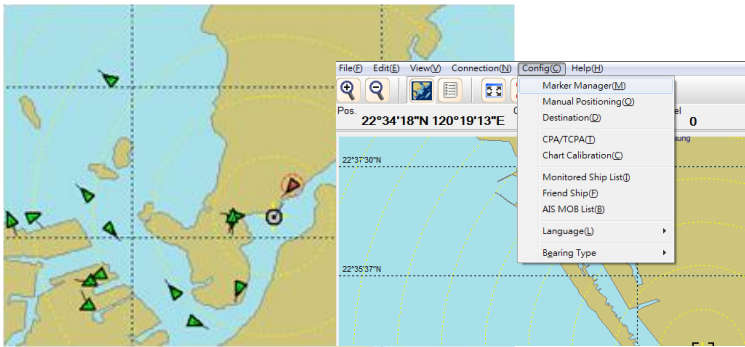 File(F) Edit(E) View(V) Connection(N) Config(C) Help(H)
Marker Manager(M)
Manual Positioning(O)
Destination(D)
CPA/TCPA(T)
Chart Calibration(C)
Monitored Ship List(I)
Friend Ship(F)
AIS MOB List(B)
Language(L)
Bearing Type
Pos.
22°34'18"N 120°19'13"E
el
0
aung
22°37'30"N
22°35'37"N